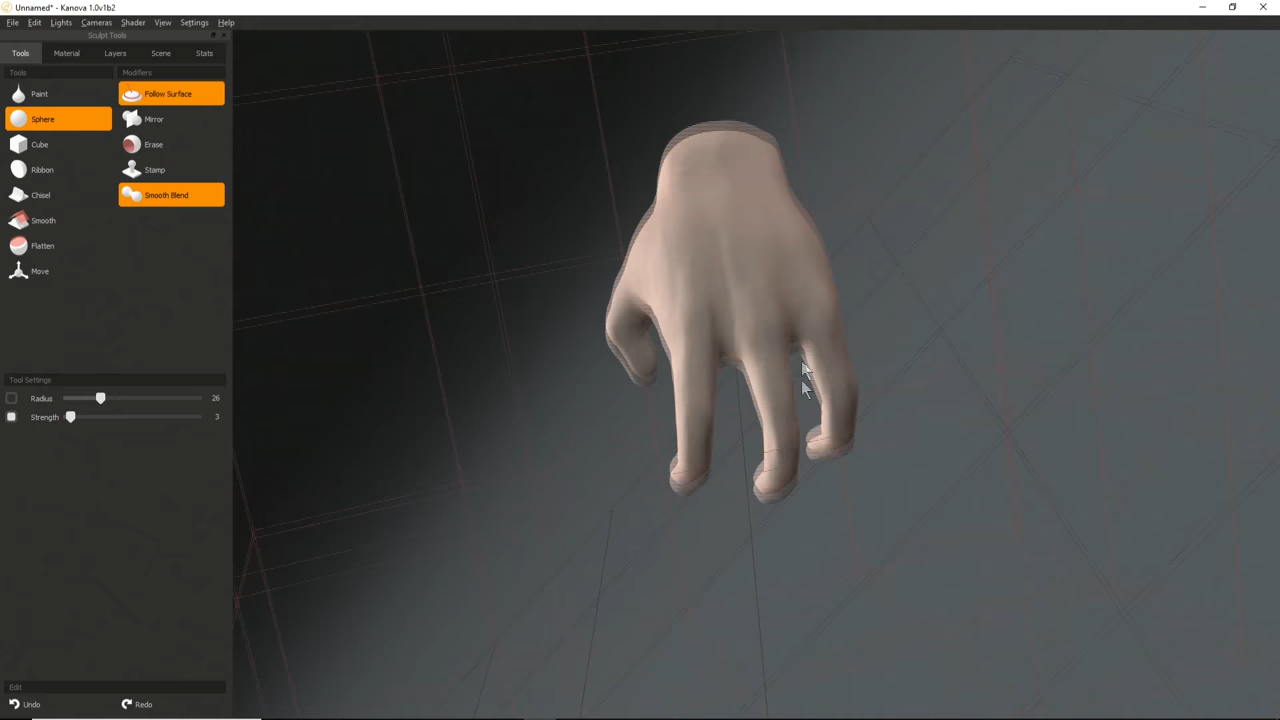 Unnamed* - Kanova 1.0v1b2
File Edit Lights Cameras Shader View Settings Help
Sculpt Tools
Tools Material Layers Scene Stats
Tools Modifiers
Paint Follow Surface
Sphere Mirror
Cube Erase
Ribbon Stamp
Chisel Smooth Blend
Smooth
Flatten
Move
Tool Settings
Radius 26
Strength 3
Edit
Undo Redo